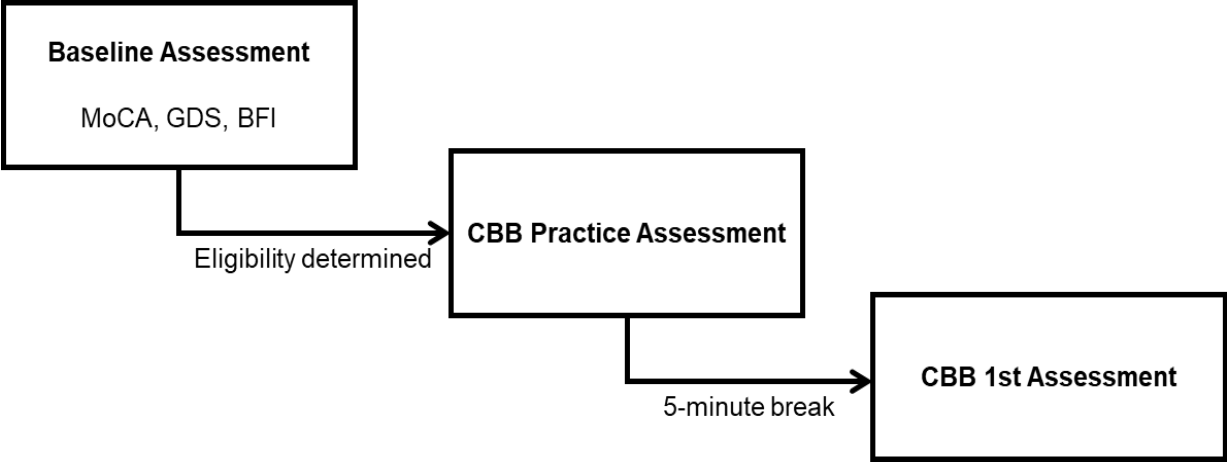 Baseline Assessment
MoCA, GDS, BFI
Eligibility determined
CBB Practice Assessment
5-minute break
CBB 1st Assessment